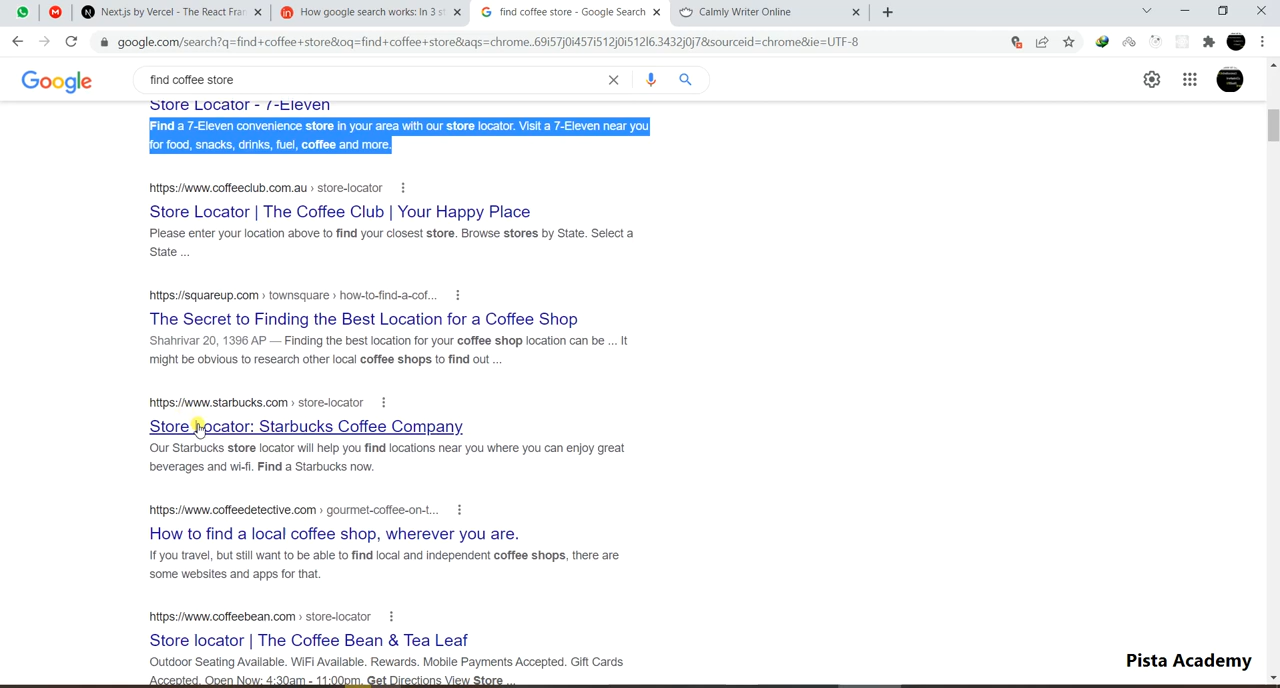 Next.js by Vercel - The React Fra
How google search works: In 3 s
find coffee store - Google Search
Calmly Writer Online
google.com/search?q=find+coffee+store&oq=find+coffee+store&aqs=chrome..69i57j0i457i512j0i512l6.3432j0j7&sourceid=chrome&ie=UTF-8
Google
find coffee store
Store Locator - 7-Eleven
Find a 7-Eleven convenience store in your area with our store locator. Visit a 7-Eleven near you
for food, snacks, drinks, fuel, coffee and more.
https://www.coffeeclub.com.au › store-locator
Store Locator | The Coffee Club | Your Happy Place
Please enter your location above to find your closest store. Browse stores by State. Select a
State ...
https://squareup.com › townsquare › how-to-find-a-cof...
The Secret to Finding the Best Location for a Coffee Shop
Shahrivar 20, 1396 AP — Finding the best location for your coffee shop location can be ... It
might be obvious to research other local coffee shops to find out ...
https://www.starbucks.com › store-locator
Store Locator: Starbucks Coffee Company
Our Starbucks store locator will help you find locations near you where you can enjoy great
beverages and wi-fi. Find a Starbucks now.
https://www.coffeedetective.com › gourmet-coffee-on-t...
How to find a local coffee shop, wherever you are.
If you travel, but still want to be able to find local and independent coffee shops, there are
some websites and apps for that.
https://www.coffeebean.com › store-locator
Store locator | The Coffee Bean & Tea Leaf
Outdoor Seating Available. WiFi Available. Rewards. Mobile Payments Accepted. Gift Cards
Accepted. Open Now: 4:30am - 11:00pm. Get Directions View Store ...
Pista Academy